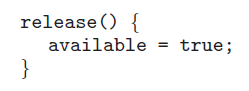 release() {
   available = true;
}